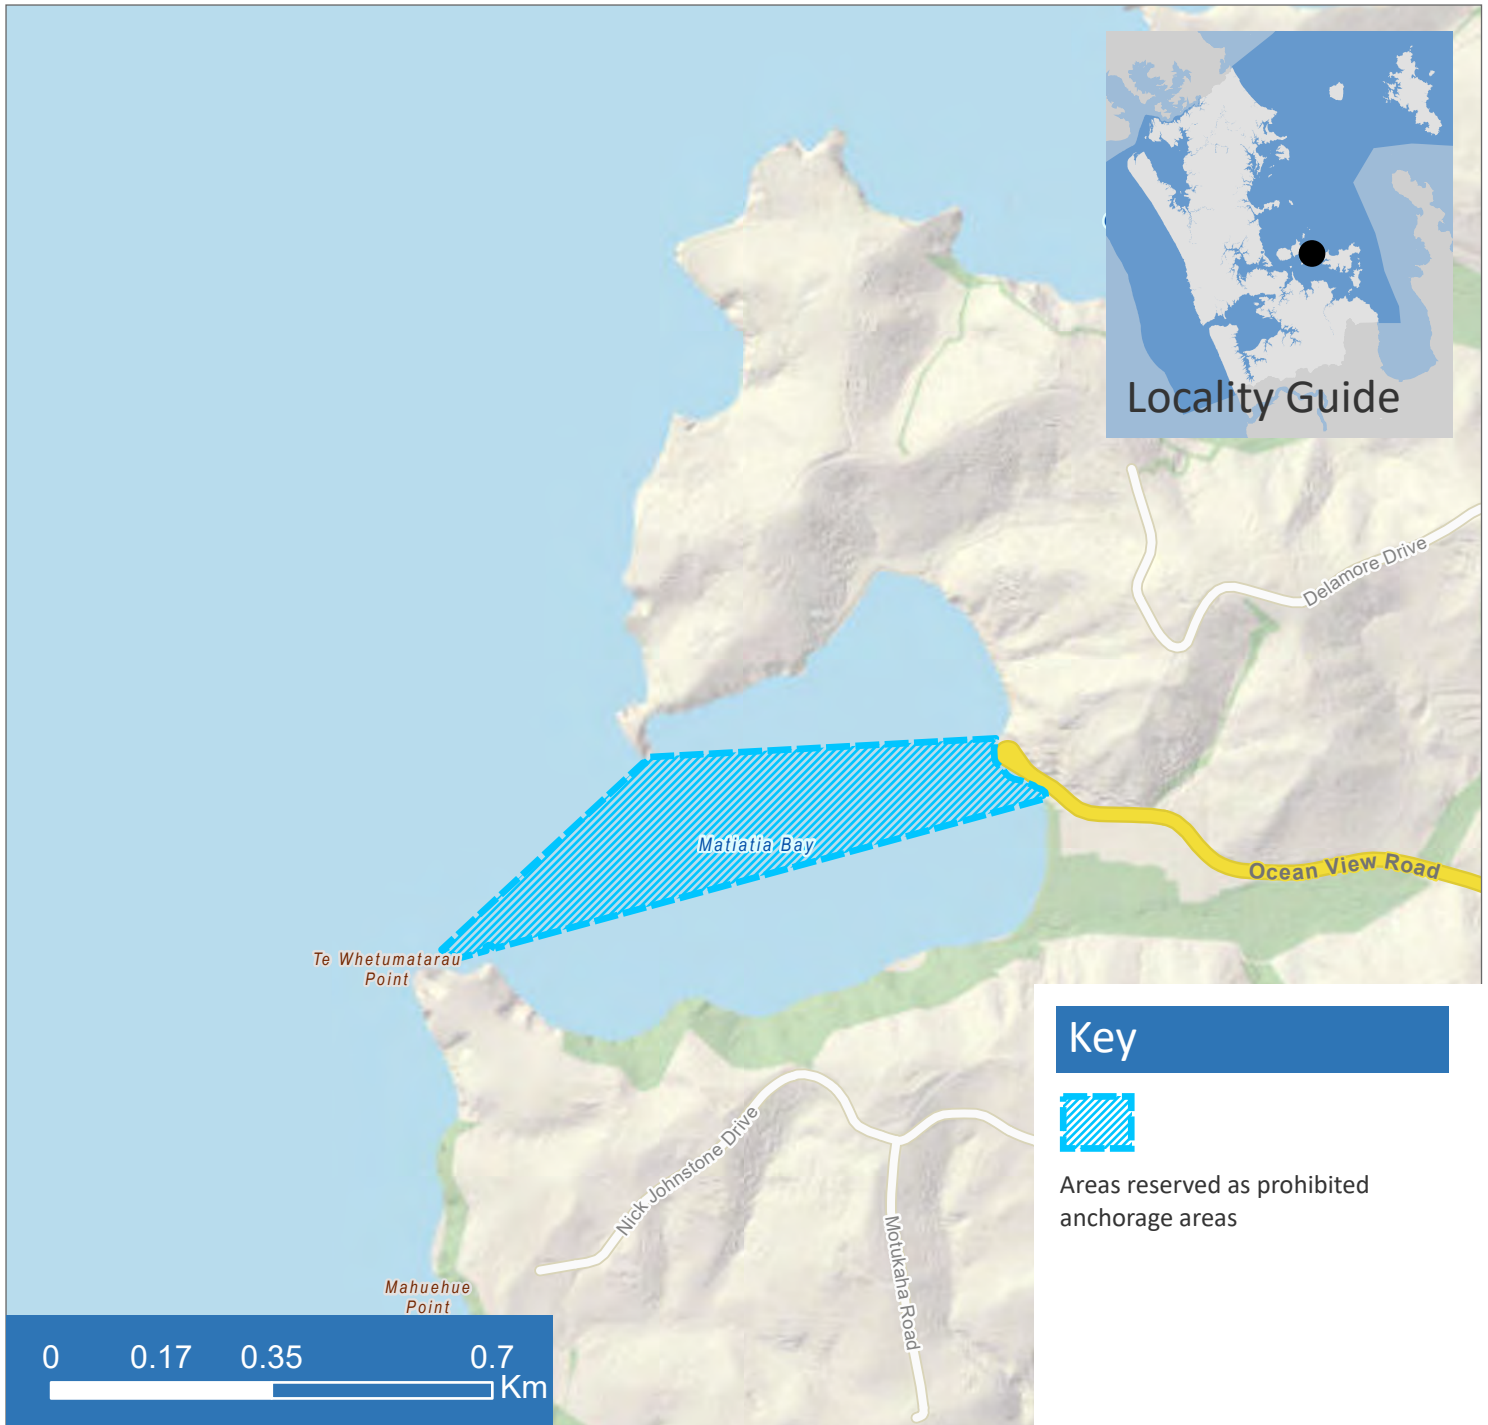 Locality Guide
Delamore Drive
Matiatia Bay
Ocean View Road
Te Whetumatarau
Point
Key
Areas reserved as prohibited
anchorage areas
Nick Johnstone Drive
Motukaha Road
Mahuehue
Point
0 0.17 0.35 0.7
Km